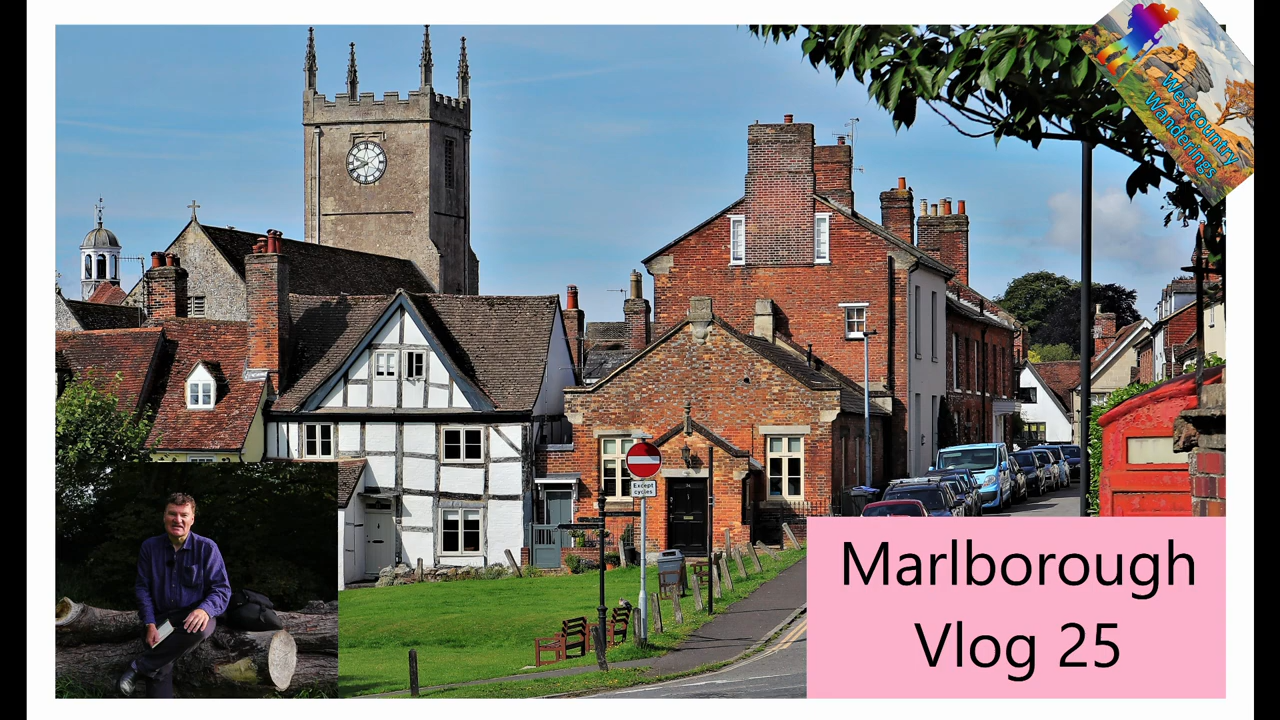 Westcountry
Wanderings
Except
cycles
Marlborough
Vlog 25